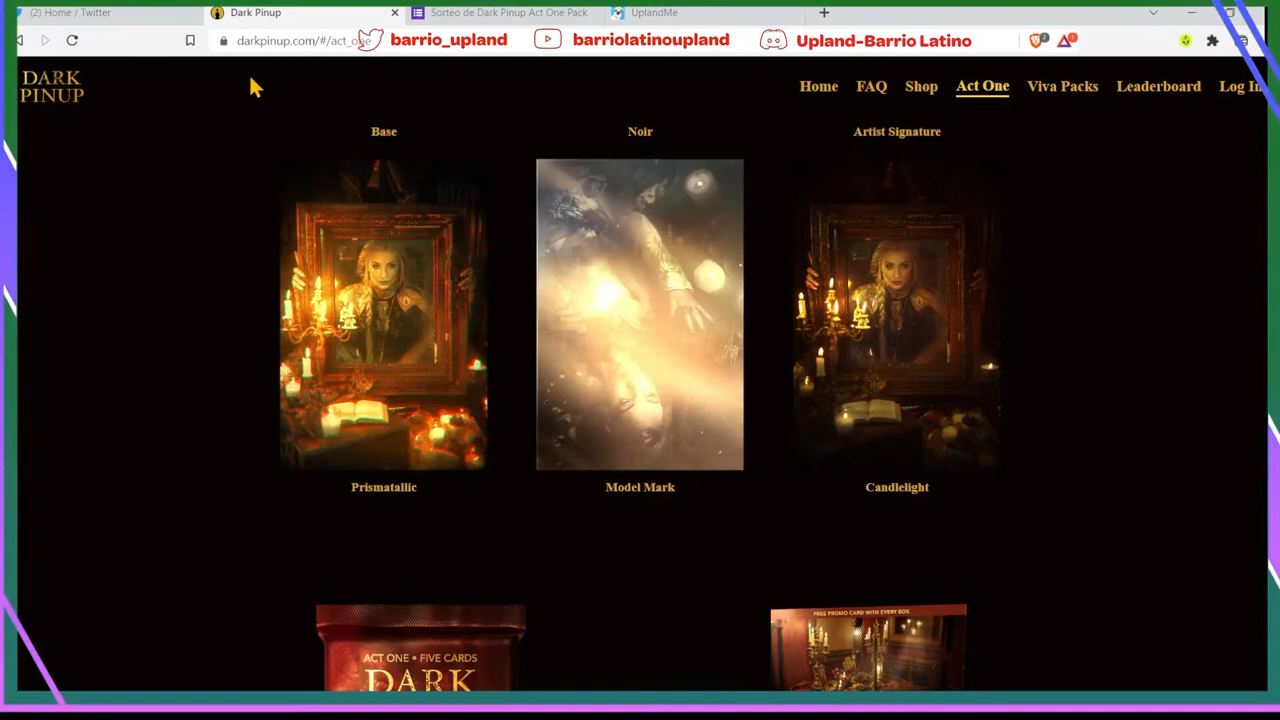 (1) Home / Twitter
Dark Pinup
Sorteo de Dark Pinup Act One Pack
UplandMe
darkpinup.com/#/act_one
barrio_upland
barriolatinoupland
Upland-Barrio Latino
DARK
PINUP
Home
FAQ
Shop
Act One
Viva Packs
Leaderboard
Log In
Base
Noir
Artist Signature
Prismatallic
Model Mark
Candlelight
ACT ONE • FIVE CARDS
DARK
FREE PROMO CARD WITH EVERY BOX